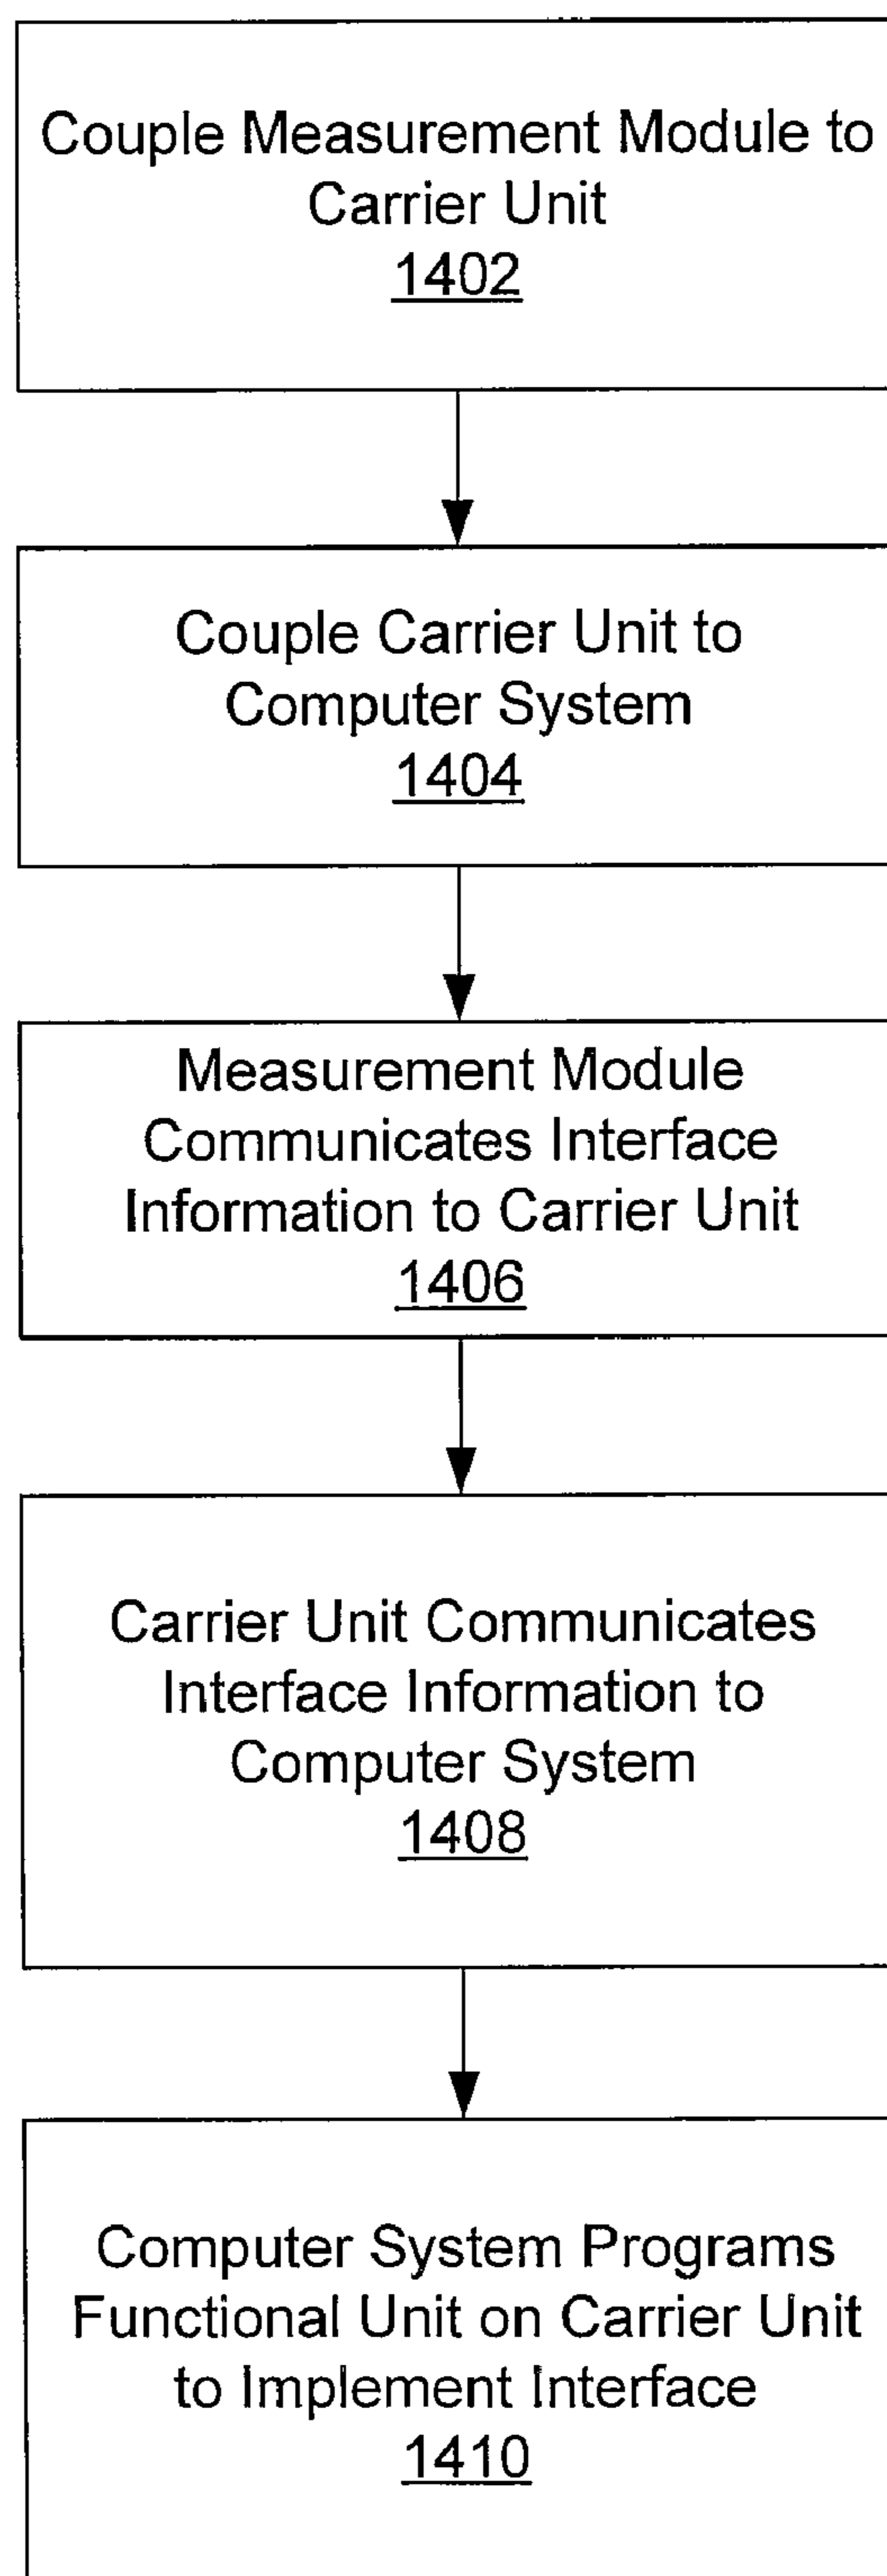 Couple Measurement Module to
Carrier Unit
1402
Couple Carrier Unit to
Computer System
1404
Measurement Module
Communicates Interface
Information to Carrier Unit
1406
Carrier Unit Communicates
Interface Information to
Computer System
1408
Computer System Programs
Functional Unit on Carrier Unit
to Implement Interface
1410